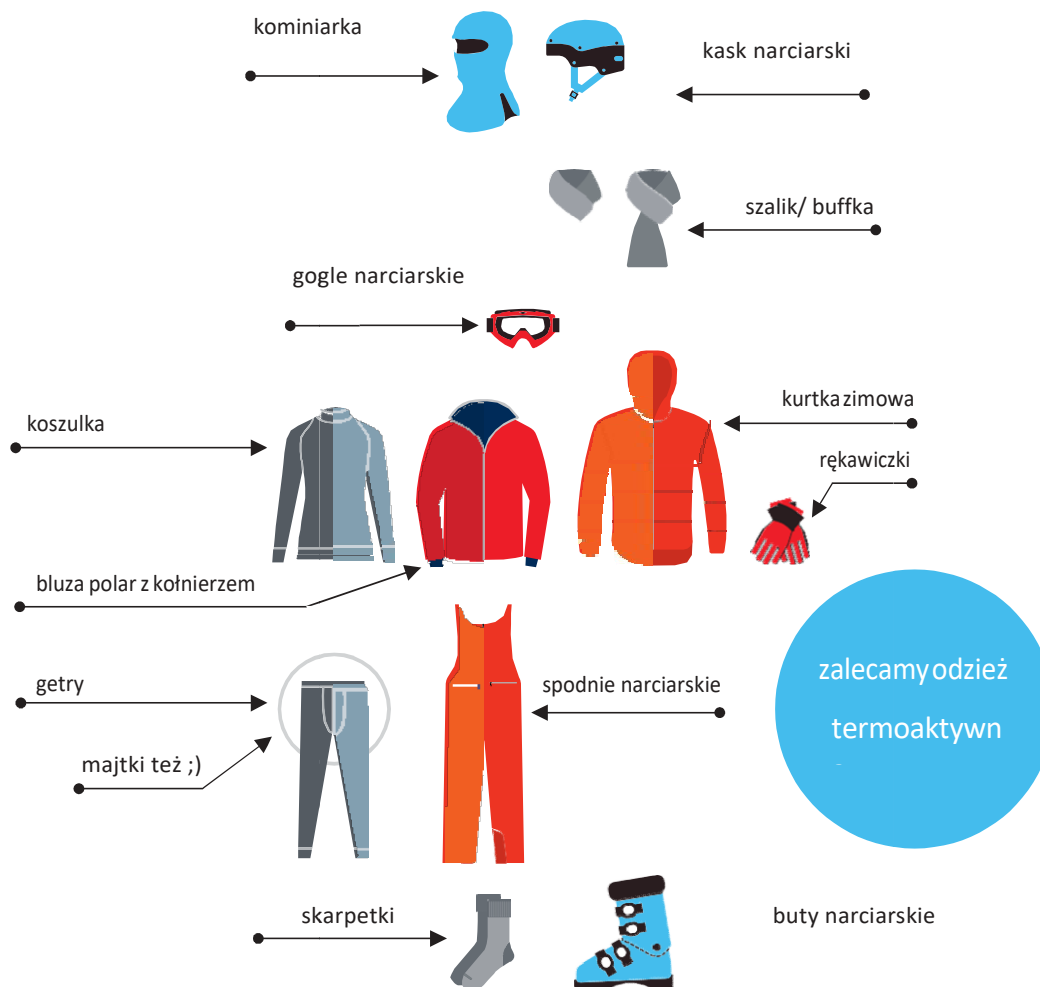 kominiarka
kask narciarski
szalik/ buffka
gogle narciarskie
kurtka zimowa
koszulka
rękawiczki
bluza polar z kołnierzem
zalecamy odzież
termoaktywn
getry
spodnie narciarskie
majtki też ;)
skarpetki
buty narciarskie